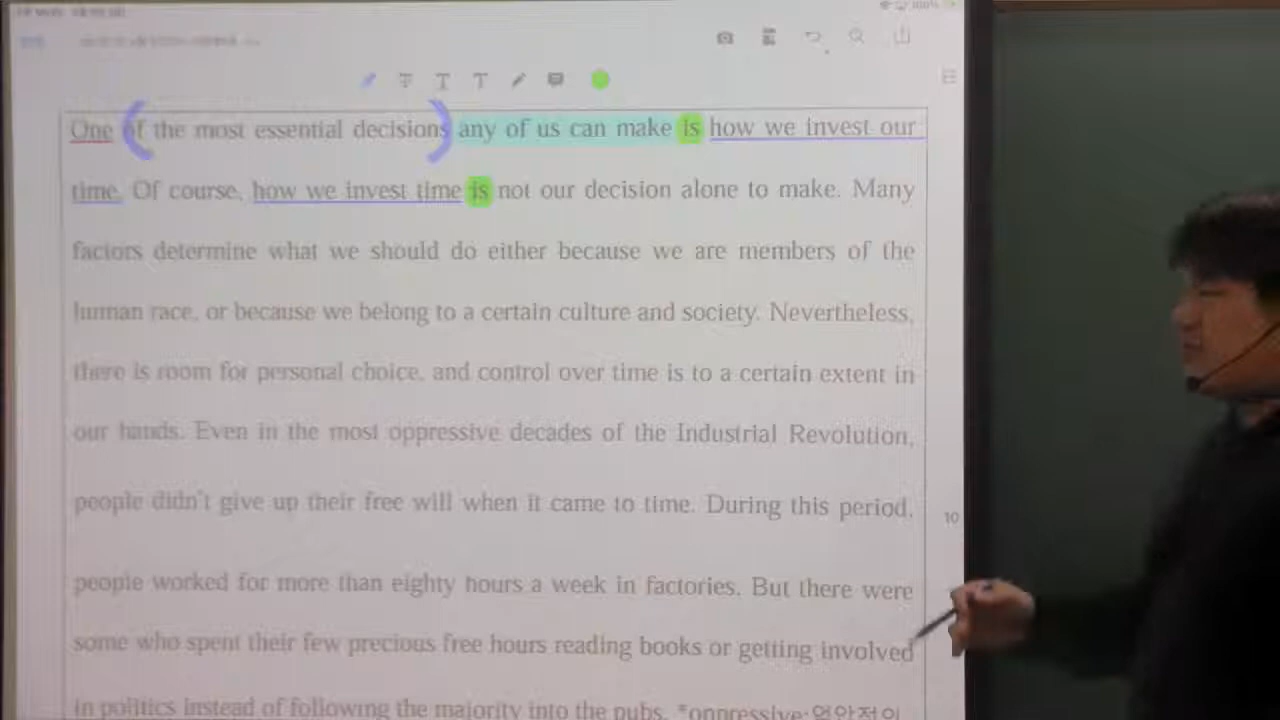 100%
One of the most essential decisions any of us can make is how we invest our
time. Of course, how we invest time is not our decision alone to make. Many
factors determine what we should do either because we are members of the
human race, or because we belong to a certain culture and society. Nevertheless,
there is room for personal choice, and control over time is to a certain extent in
our hands. Even in the most oppressive decades of the Industrial Revolution,
people didn't give up their free will when it came to time. During this period,
10
people worked for more than eighty hours a week in factories. But there were
some who spent their few precious free hours reading books or getting involved
in politics instead of following the majority into the pubs. *oppressive:억압적인